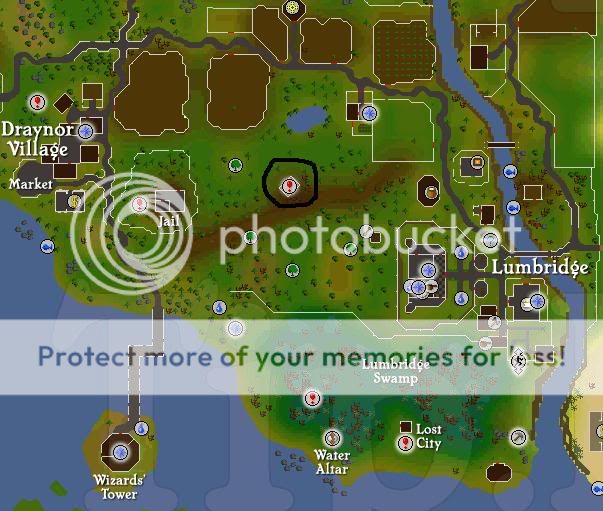 Draynor
Village
Market
Jail
photobucket
Lumbridge
Protect more of your memories for less!
Lumbridge
Swamp
Lost
City
Water
Altar
Wizards'
Tower